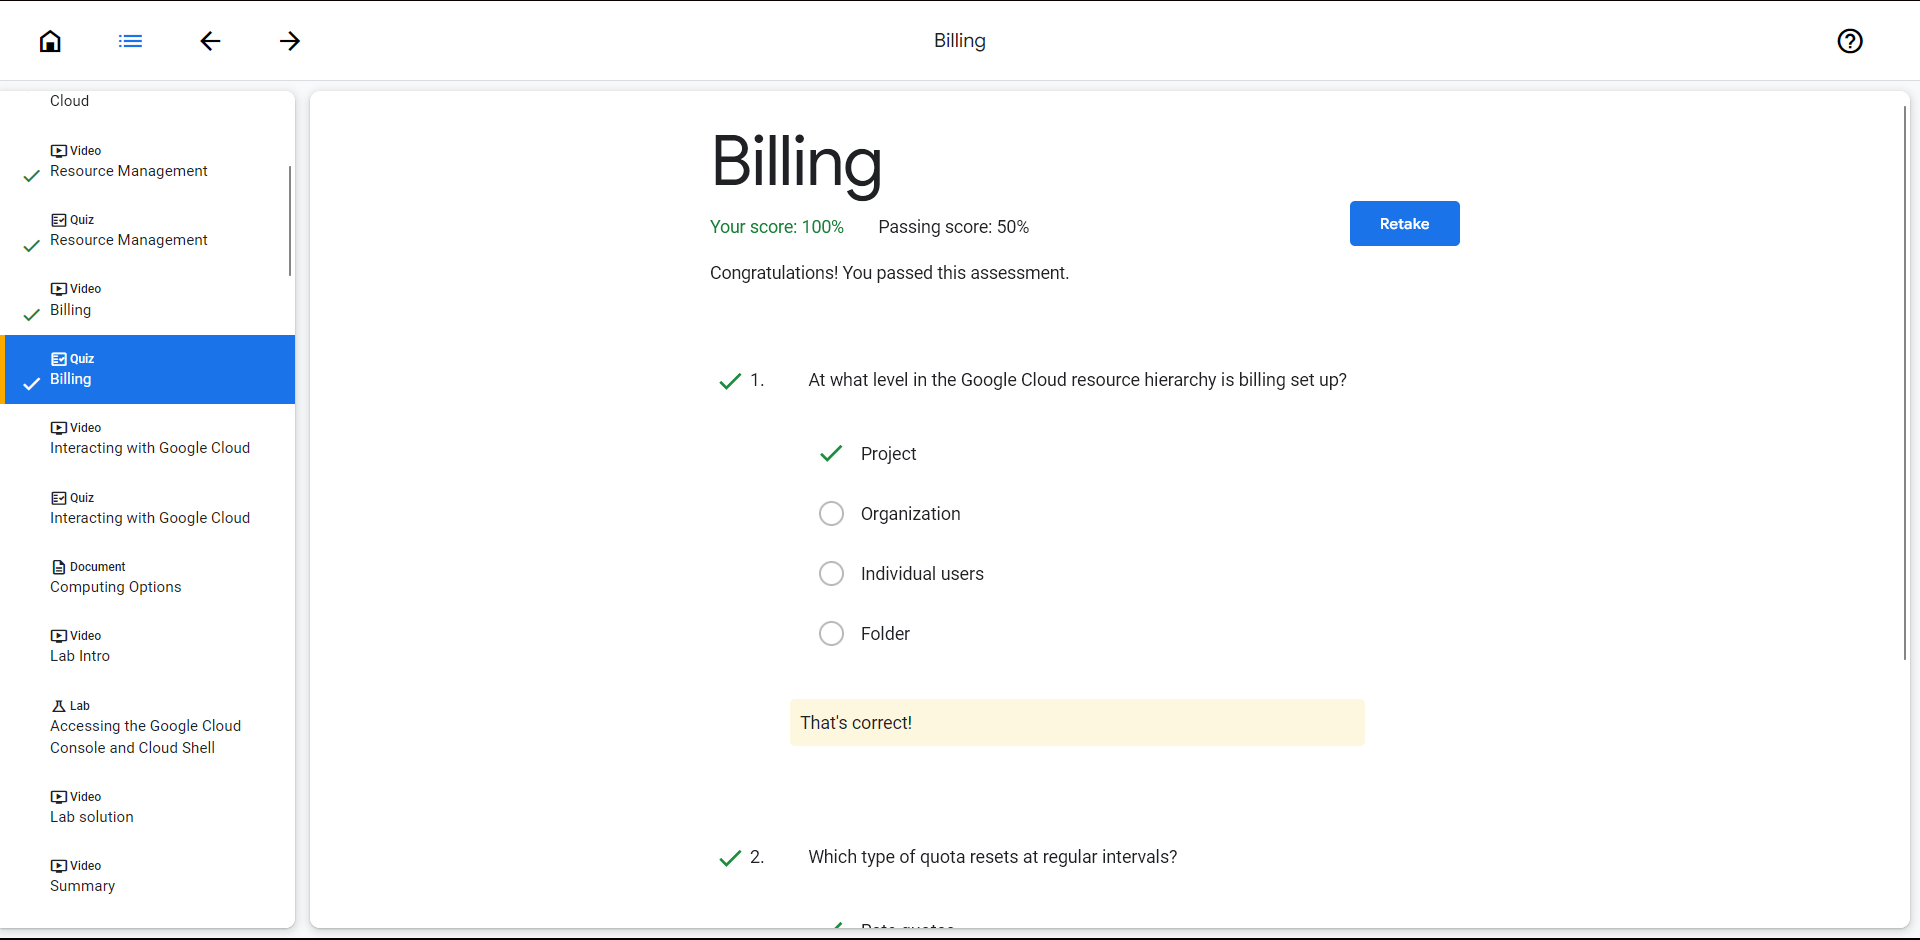 Billing
Cloud
Video
Resource Management
Quiz
Resource Management
Video
Billing
Quiz
Billing
Video
Interacting with Google Cloud
Quiz
Interacting with Google Cloud
Document
Computing Options
Video
Lab Intro
Lab
Accessing the Google Cloud
Console and Cloud Shell
Video
Lab solution
Video
Summary
Billing
Your score: 100% Passing score: 50%
Retake
Congratulations! You passed this assessment.
1. At what level in the Google Cloud resource hierarchy is billing set up?
Project
Organization
Individual users
Folder
That's correct!
2. Which type of quota resets at regular intervals?
Rate quotas